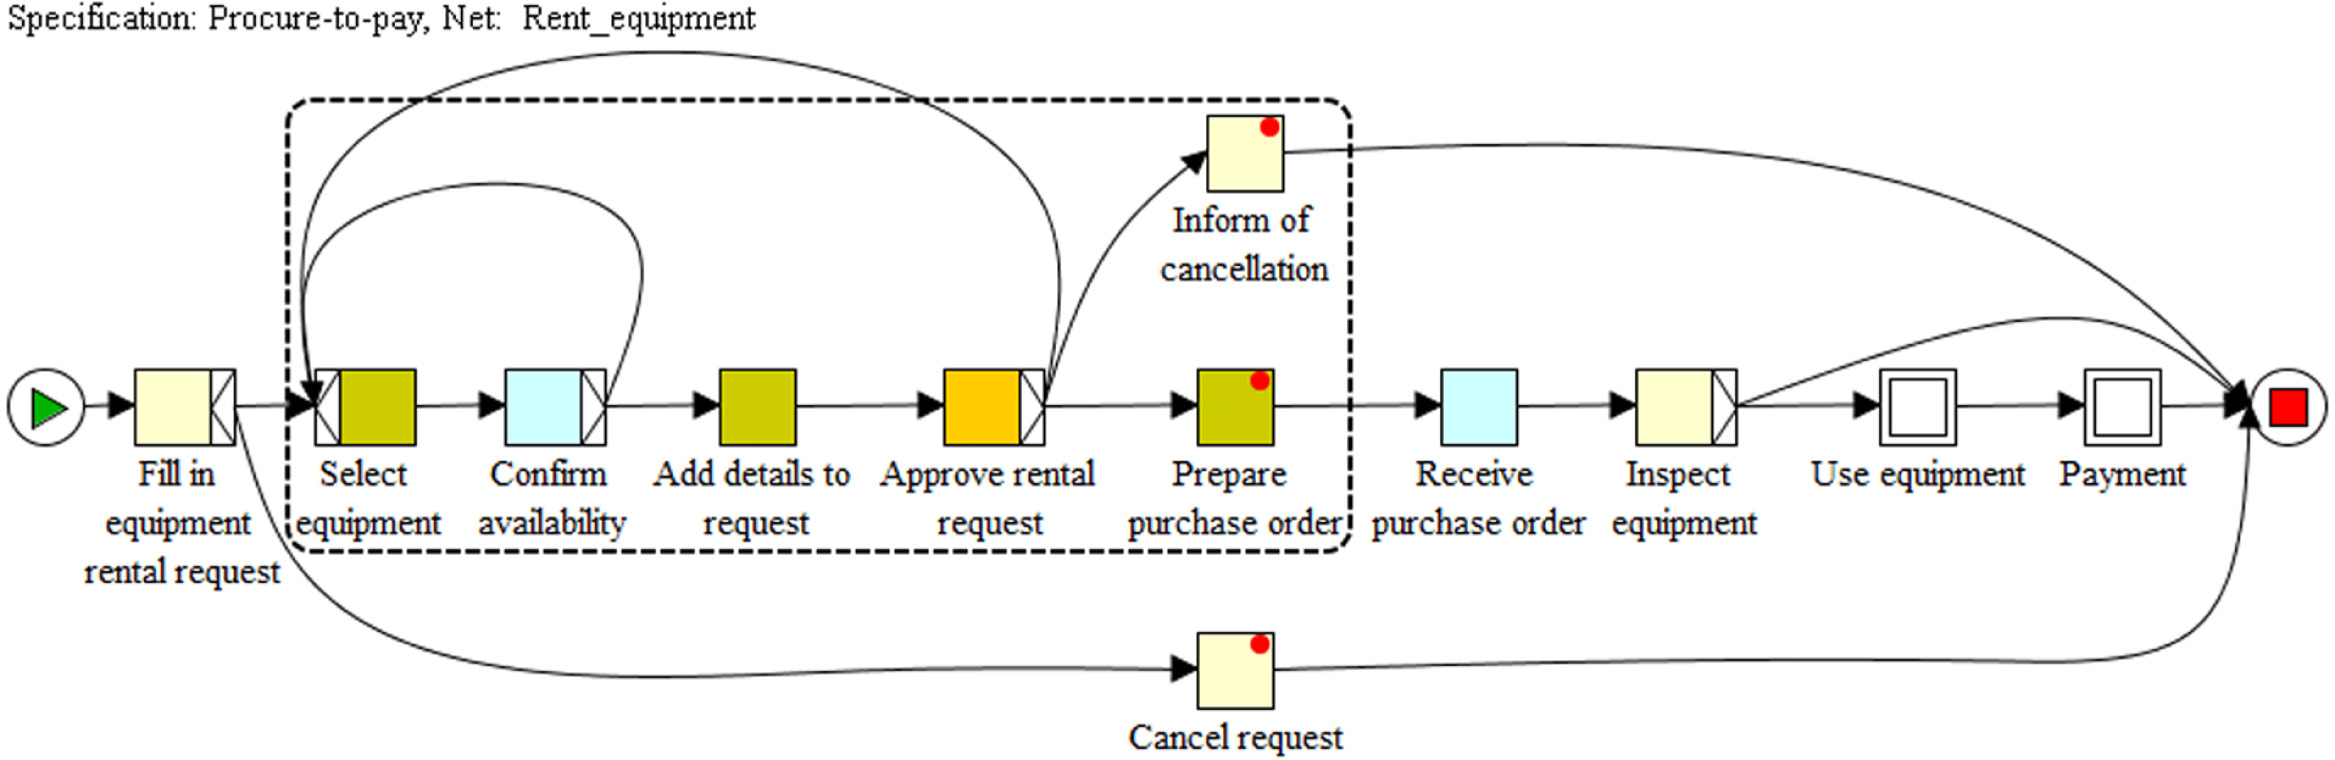 Specification: Procure-to-pay, Net: Rent_equipment
Inform of
cancellation
Fill in
equipment
rental request
Select
equipment
Confirm
availability
Add details to
request
Approve rental
request
Prepare
purchase order
Receive
purchase order
Inspect
equipment
Use equipment
Payment
Cancel request